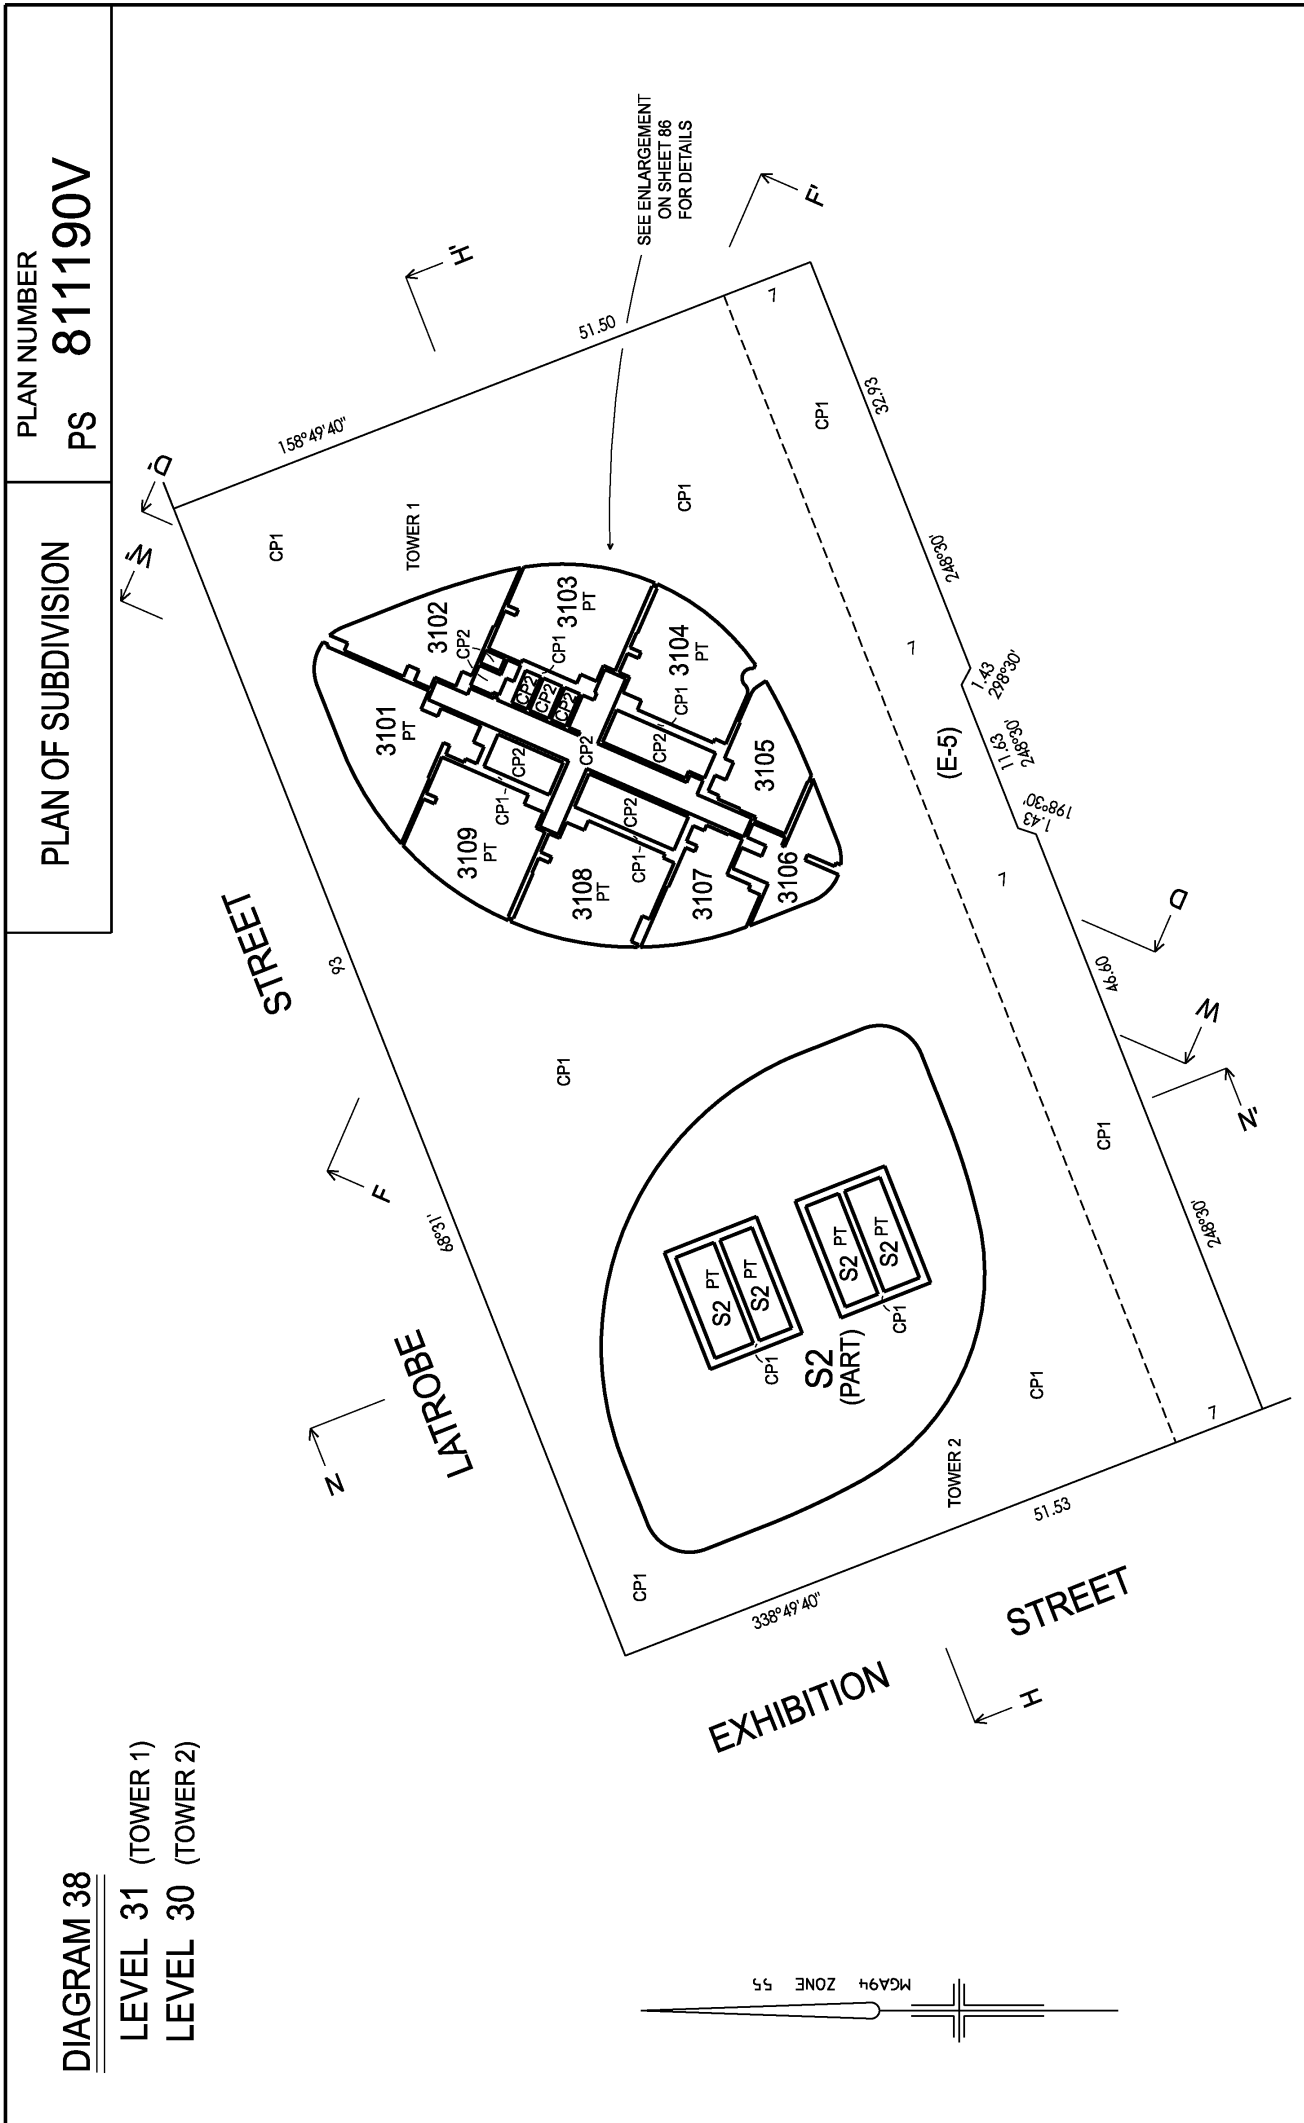 DIAGRAM 38
LEVEL 31 (TOWER 1)
LEVEL 30 (TOWER 2)
PLAN OF SUBDIVISION
PLAN NUMBER
PS 811190V
MGA94 ZONE 55
LATROBE
STREET
EXHIBITION
STREET
68°31'
93
158°49'40"
51.50
338°49'40"
51.53
7
248°30'
46.60
1.43
198°30'
11.63
248°30'
1.43
298°30'
248°30'
32.93
7
7
7
(E-5)
N
N'
F
F'
H
H'
W
W'
D
D'
SEE ENLARGEMENT
ON SHEET 86
FOR DETAILS
TOWER 1
TOWER 2
CP1
CP1
CP1
CP1
CP1
CP1
CP1
S2
(PART)
S2 PT
S2 PT
CP1
S2 PT
S2 PT
CP1
3101
PT
3102
3103
PT
3104
PT
3105
3106
3107
3108
PT
3109
PT
CP2
CP1
CP2
CP2
CP2
CP2
CP1
CP2
CP2
CP1
CP2
CP1